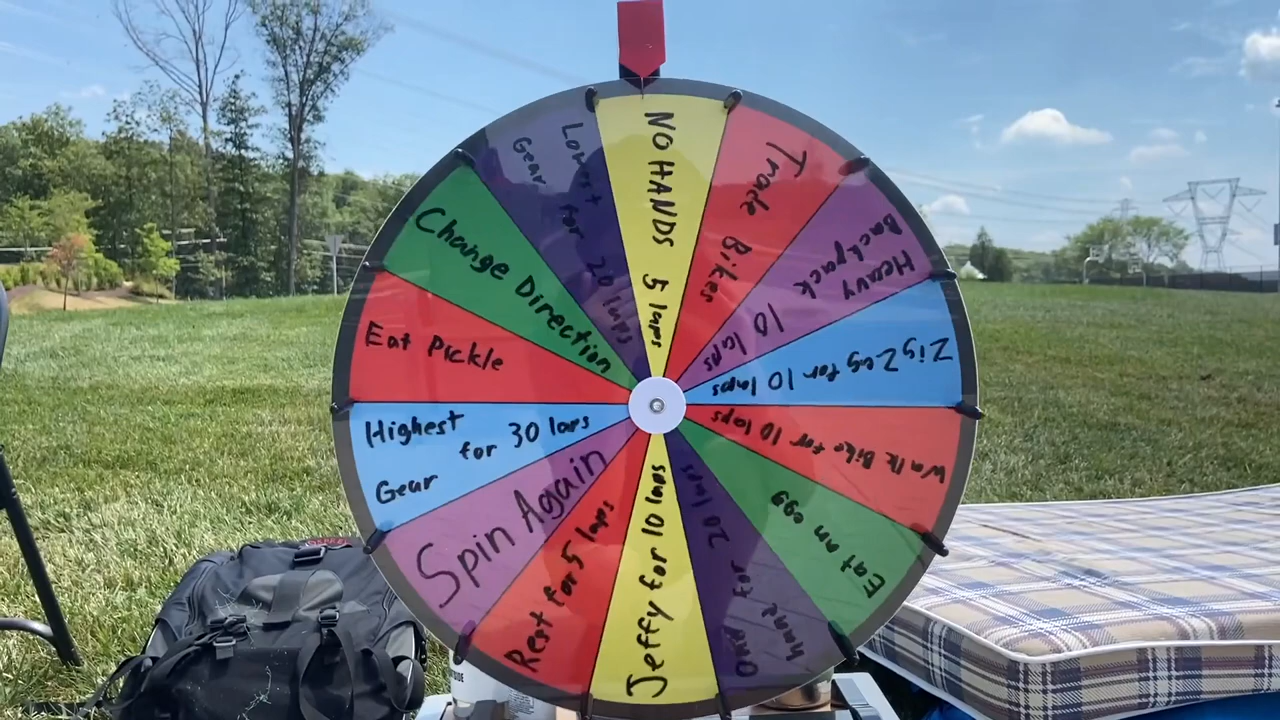 NO HANDS 5 laps
Trade Bikes
Heavy
Backpack
10 laps
ZigZag for 10 laps
Walk Bike for 10 laps
Eat an egg
One
hand
for 20 laps
Jeffy for 10 laps
Rest for 5 laps
Spin Again
Highest
for 30 laps
Gear
Eat Pickle
Change Direction
Lowest for 20 laps
Gear